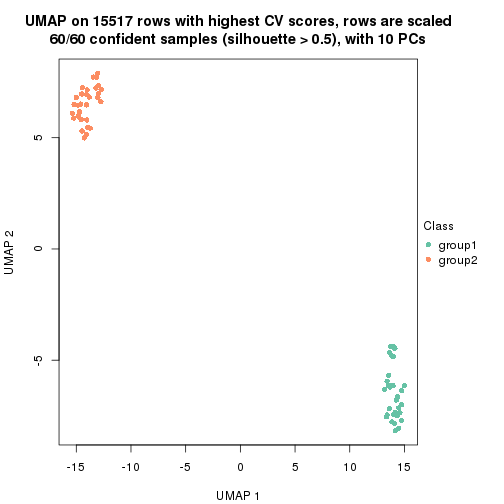 UMAP on 15517 rows with highest CV scores, rows are scaled
60/60 confident samples (silhouette > 0.5), with 10 PCs
5
0
-5
UMAP 2
Class
group1
group2
-15 -10 -5 0 5 10 15
UMAP 1